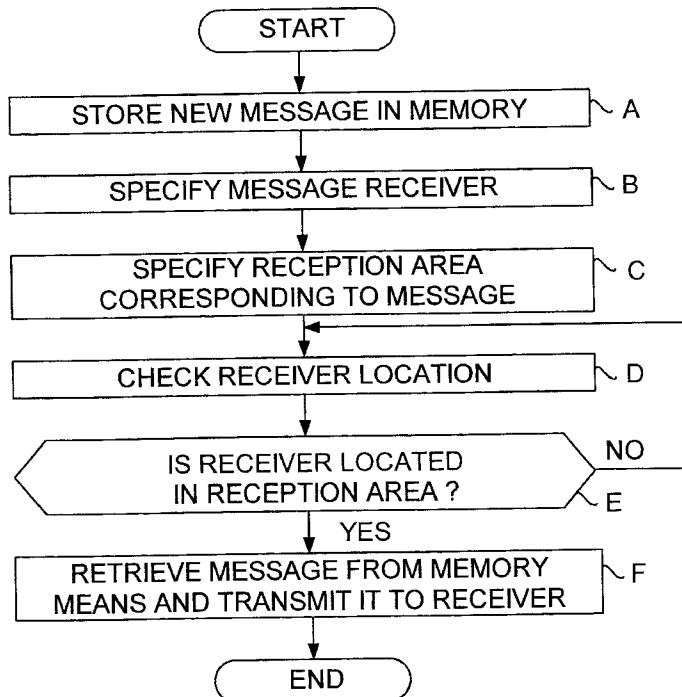 START
STORE NEW MESSAGE IN MEMORY
A
SPECIFY MESSAGE RECEIVER
B
SPECIFY RECEPTION AREA
CORRESPONDING TO MESSAGE
C
CHECK RECEIVER LOCATION
D
IS RECEIVER LOCATED
IN RECEPTION AREA ?
NO
E
YES
RETRIEVE MESSAGE FROM MEMORY
MEANS AND TRANSMIT IT TO RECEIVER
F
END